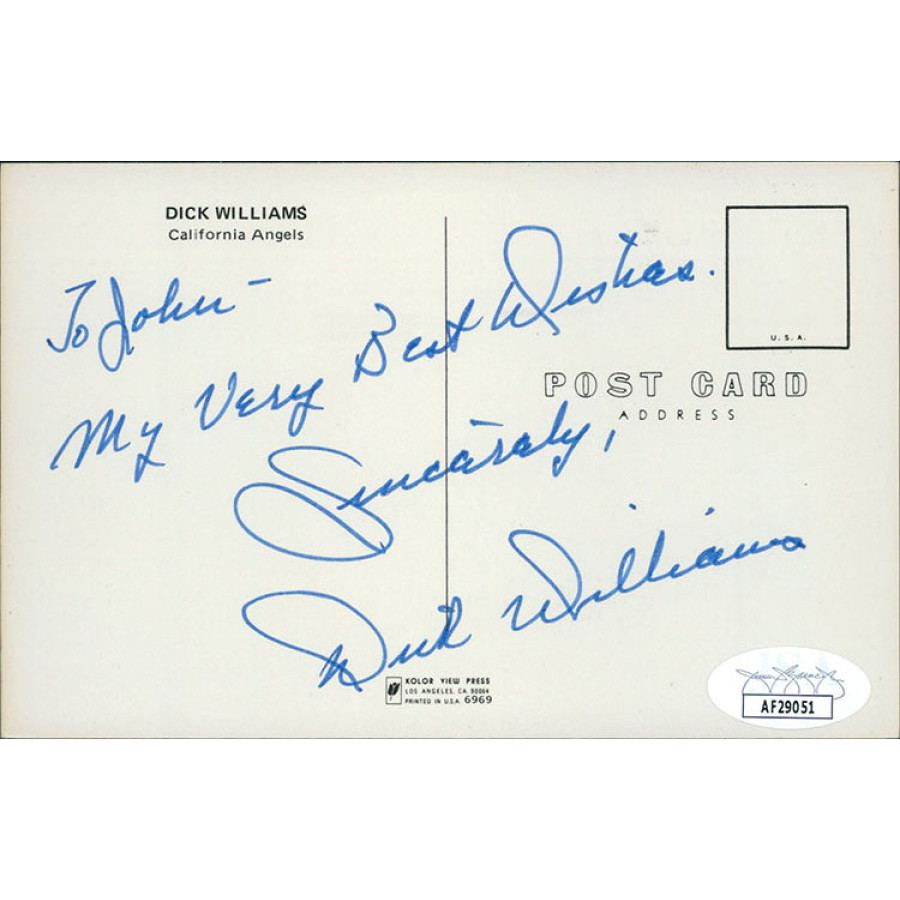 DICK WILLIAMS
California Angels
To John -
My Very Best Wishes.
Sincerely,
Dick Williams
U.S.A.
POST CARD
ADDRESS
KOLOR VIEW PRESS
LOS ANGELES, CA 90064
PRINTED IN U.S.A. 6969
AF29051